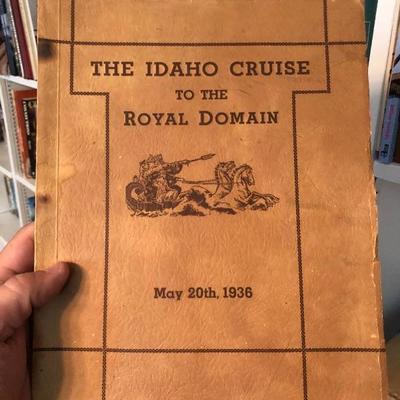 THE IDAHO CRUISE
TO THE
ROYAL DOMAIN
May 20th, 1936